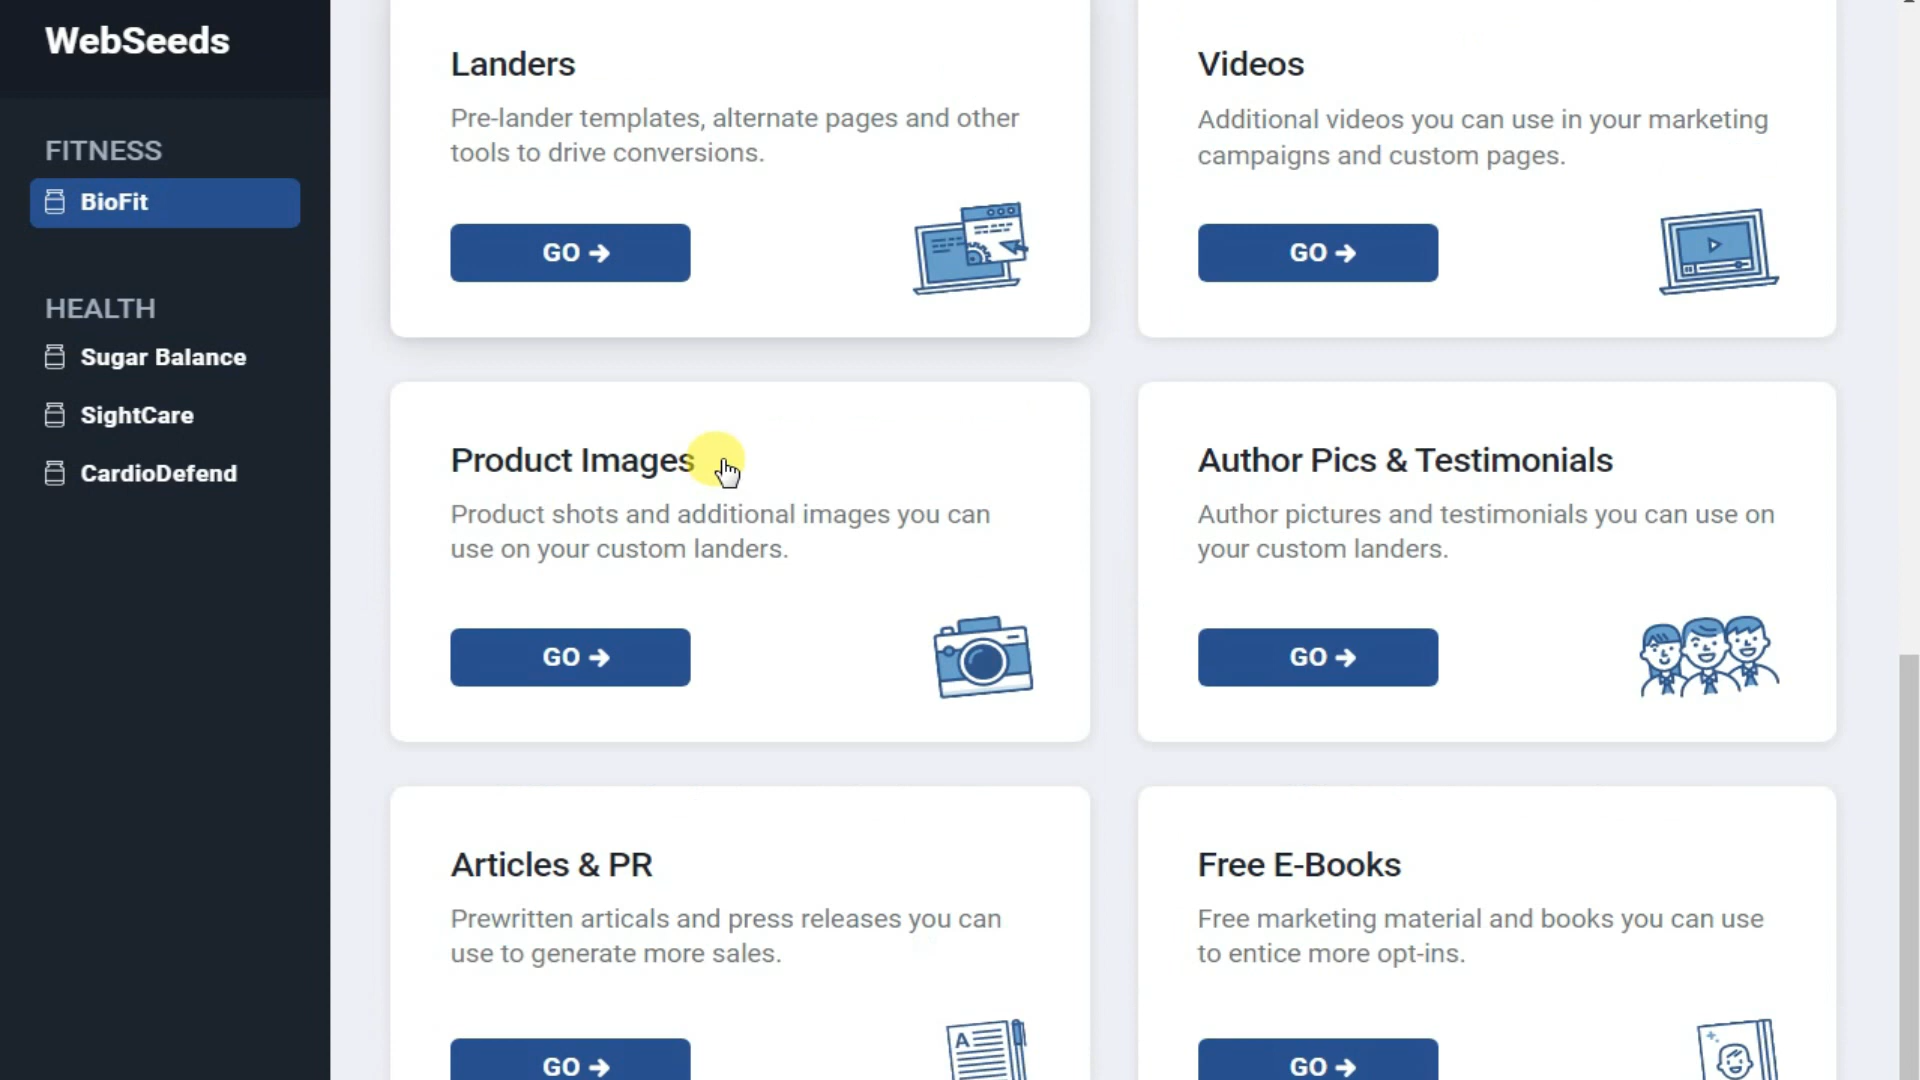 WebSeeds
FITNESS
BioFit
HEALTH
Sugar Balance
SightCare
CardioDefend
Landers
Pre-lander templates, alternate pages and other
tools to drive conversions.
GO →
Videos
Additional videos you can use in your marketing
campaigns and custom pages.
GO →
Product Images
Product shots and additional images you can
use on your custom landers.
GO →
Author Pics & Testimonials
Author pictures and testimonials you can use on
your custom landers.
GO →
Articles & PR
Prewritten articals and press releases you can
use to generate more sales.
GO →
A
Free E-Books
Free marketing material and books you can use
to entice more opt-ins.
GO →